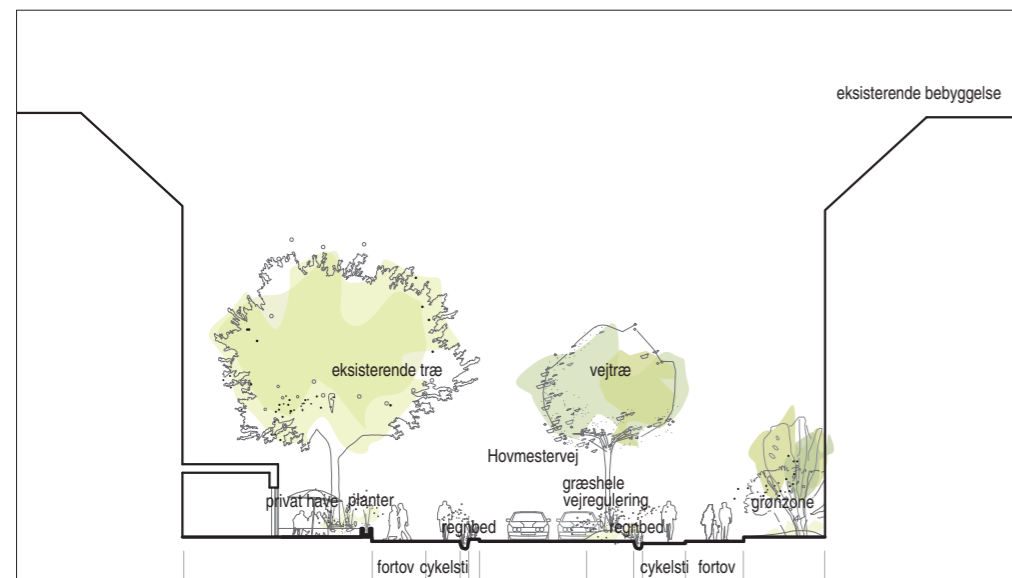 eksisterende bebyggelse
eksisterende træ
vejtræ
Hovmestervej
græshele
vejregulering
privat have
planter
grønzone
regnbed
regnbed
fortov cykelsti
cykelsti fortov